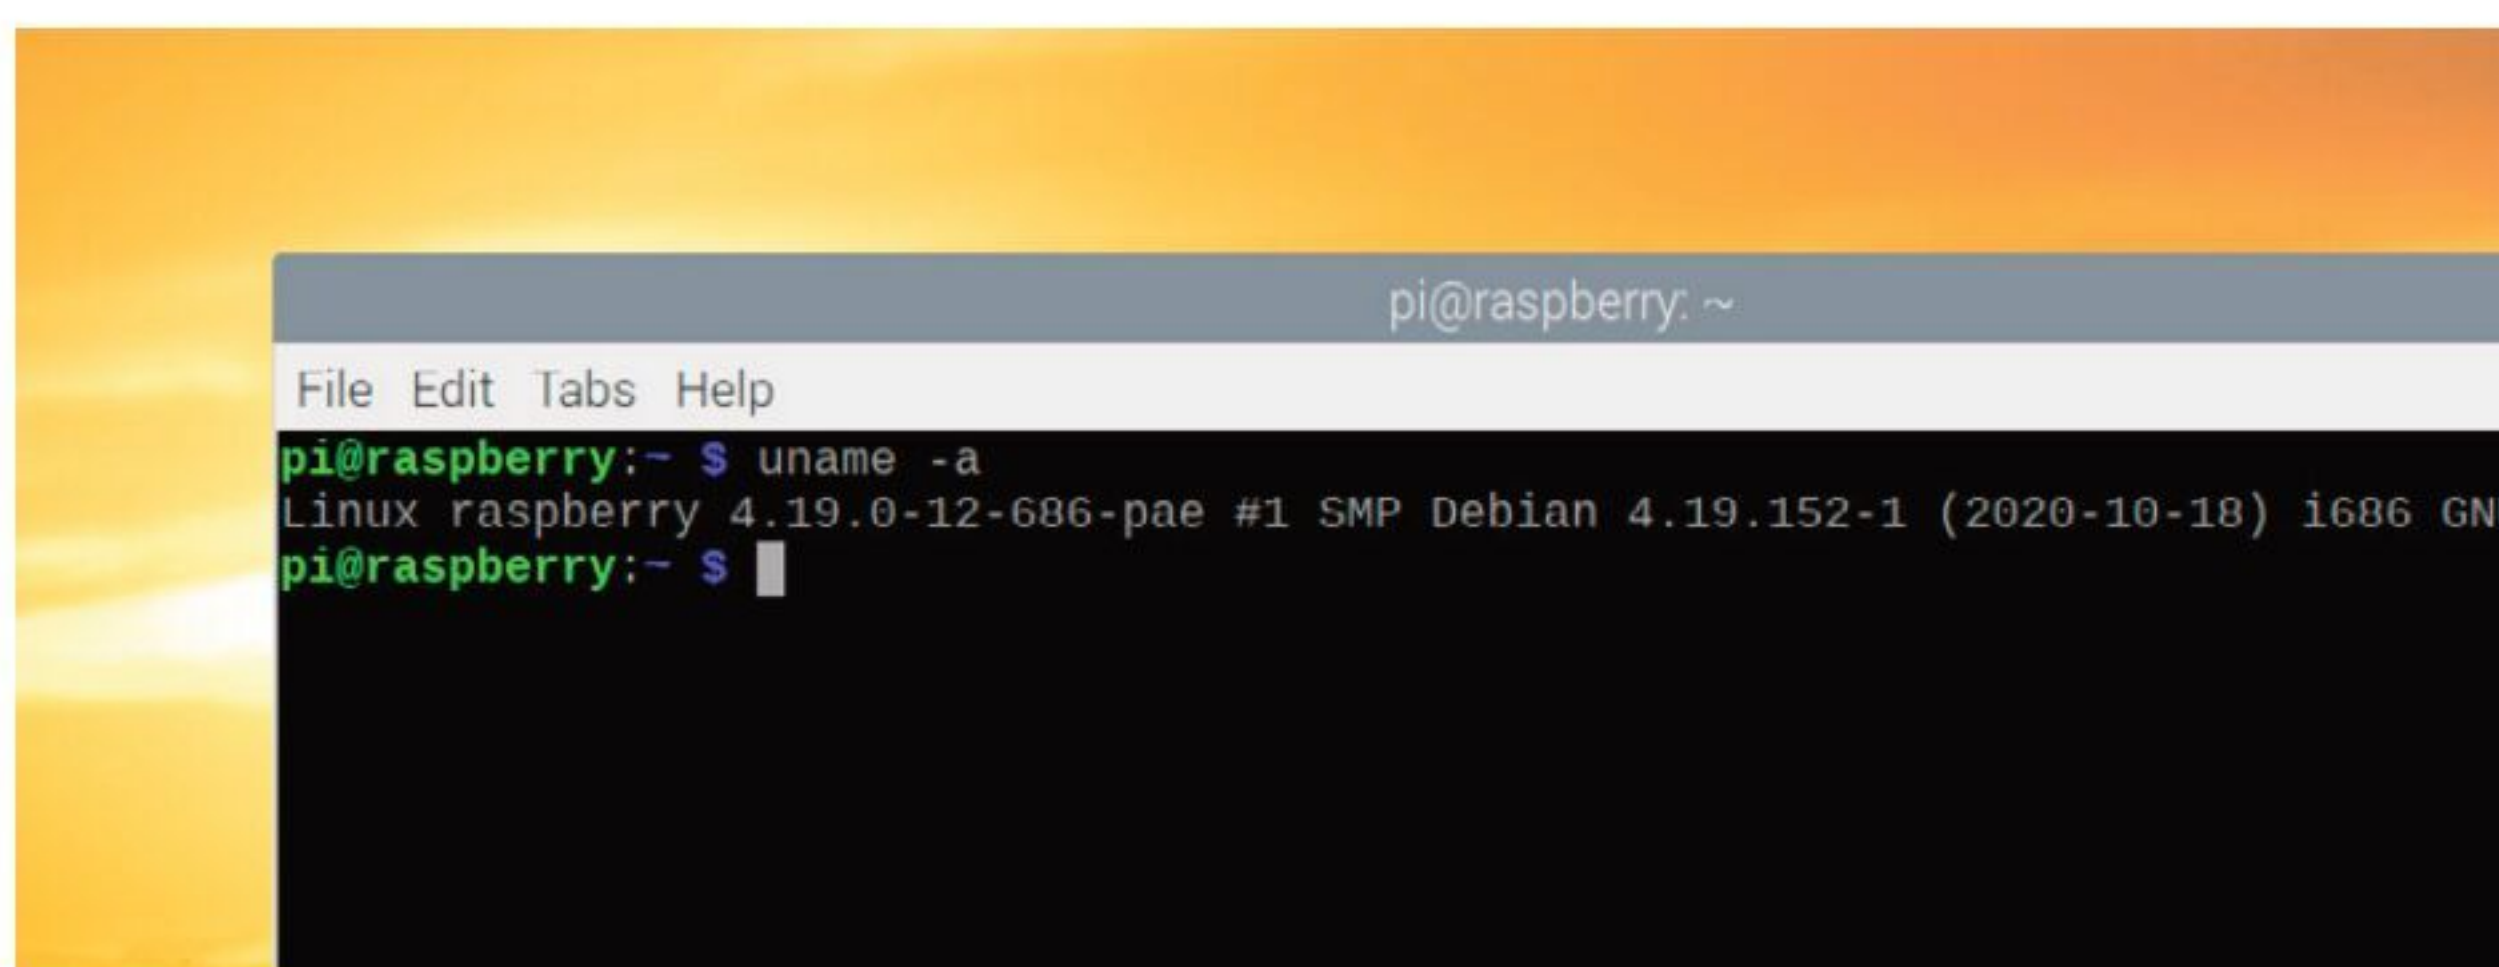 pi@raspberry: ~
File Edit Tabs Help
pi@raspberry:~ $ uname -a
Linux raspberry 4.19.0-12-686-pae #1 SMP Debian 4.19.152-1 (2020-10-18) i686 GN
pi@raspberry:~ $